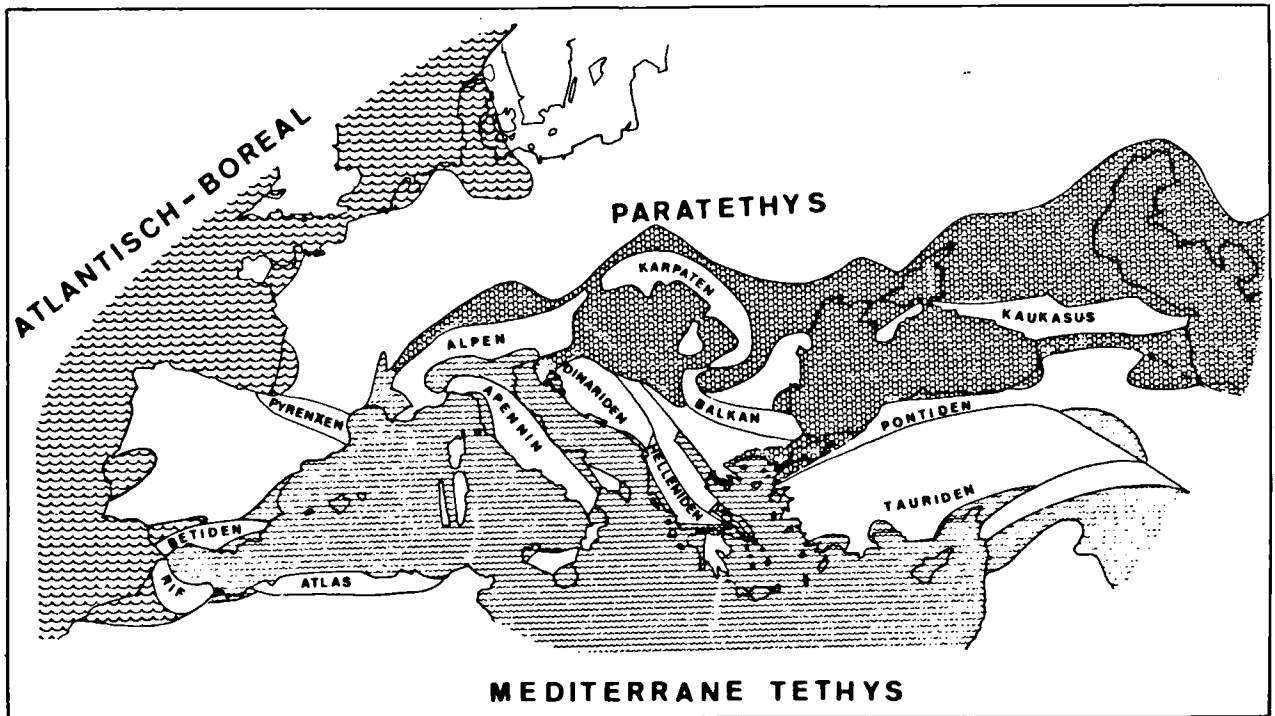 ATLANTISCH-BOREAL
PARATETHYS
KARPATEN
KAUKASUS
ALPEN
DINARIDEN
PYRENÄEN
APENNIN
BALKAN
PONTIDEN
HELLENIDEN
TAURIDEN
BETIDEN
RIF
ATLAS
MEDITERRANE TETHYS